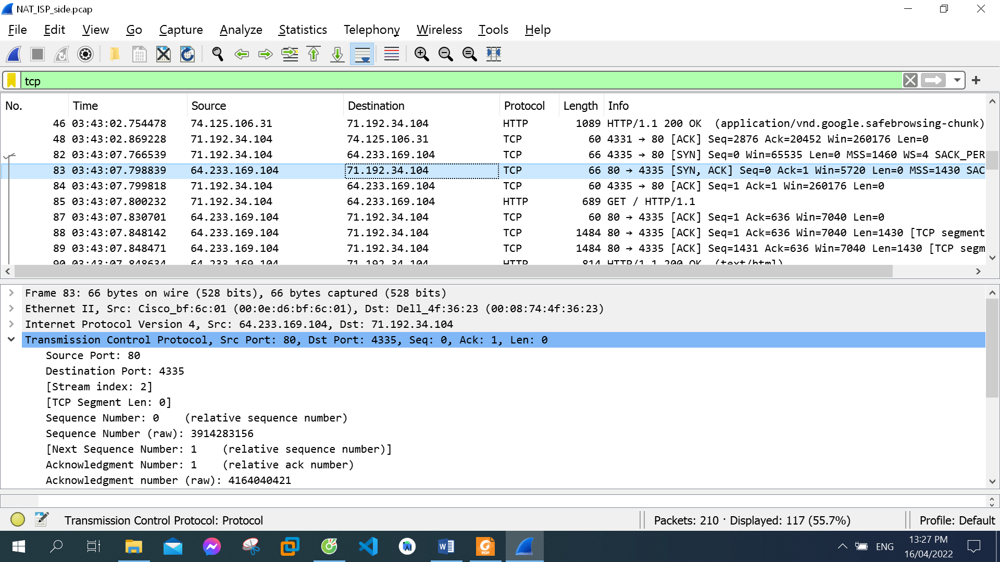 NAT_ISP_side.pcap
File Edit View Go Capture Analyze Statistics Telephony Wireless Tools Help
tcp
No. Time Source Destination Protocol Length Info
46 03:43:02.754478 74.125.106.31 71.192.34.104 HTTP 1089 HTTP/1.1 200 OK (application/vnd.google.safebrowsing-chunk)
48 03:43:02.869228 71.192.34.104 74.125.106.31 TCP 60 4331 → 80 [ACK] Seq=2876 Ack=20452 Win=260176 Len=0
82 03:43:07.766539 71.192.34.104 64.233.169.104 TCP 66 4335 → 80 [SYN] Seq=0 Win=65535 Len=0 MSS=1460 WS=4 SACK_PER
83 03:43:07.798839 64.233.169.104 71.192.34.104 TCP 66 80 → 4335 [SYN, ACK] Seq=0 Ack=1 Win=5720 Len=0 MSS=1430 SAC
84 03:43:07.799818 71.192.34.104 64.233.169.104 TCP 60 4335 → 80 [ACK] Seq=1 Ack=1 Win=260176 Len=0
85 03:43:07.800232 71.192.34.104 64.233.169.104 HTTP 689 GET / HTTP/1.1
87 03:43:07.830701 64.233.169.104 71.192.34.104 TCP 60 80 → 4335 [ACK] Seq=1 Ack=636 Win=7040 Len=0
88 03:43:07.848142 64.233.169.104 71.192.34.104 TCP 1484 80 → 4335 [ACK] Seq=1 Ack=636 Win=7040 Len=1430 [TCP segment
89 03:43:07.848471 64.233.169.104 71.192.34.104 TCP 1484 80 → 4335 [ACK] Seq=1431 Ack=636 Win=7040 Len=1430 [TCP segm
90 03:43:07.848634 64.233.169.104 71.192.34.104 HTTP 814 HTTP/1.1 200 OK (text/html)
Frame 83: 66 bytes on wire (528 bits), 66 bytes captured (528 bits)
Ethernet II, Src: Cisco_bf:6c:01 (00:0e:d6:bf:6c:01), Dst: Dell_4f:36:23 (00:08:74:4f:36:23)
Internet Protocol Version 4, Src: 64.233.169.104, Dst: 71.192.34.104
Transmission Control Protocol, Src Port: 80, Dst Port: 4335, Seq: 0, Ack: 1, Len: 0
Source Port: 80
Destination Port: 4335
[Stream index: 2]
[TCP Segment Len: 0]
Sequence Number: 0 (relative sequence number)
Sequence Number (raw): 3914283156
[Next Sequence Number: 1 (relative sequence number)]
Acknowledgment Number: 1 (relative ack number)
Acknowledgment number (raw): 4164040421
Transmission Control Protocol: Protocol
Packets: 210 · Displayed: 117 (55.7%)
Profile: Default
ENG
13:27 PM
16/04/2022